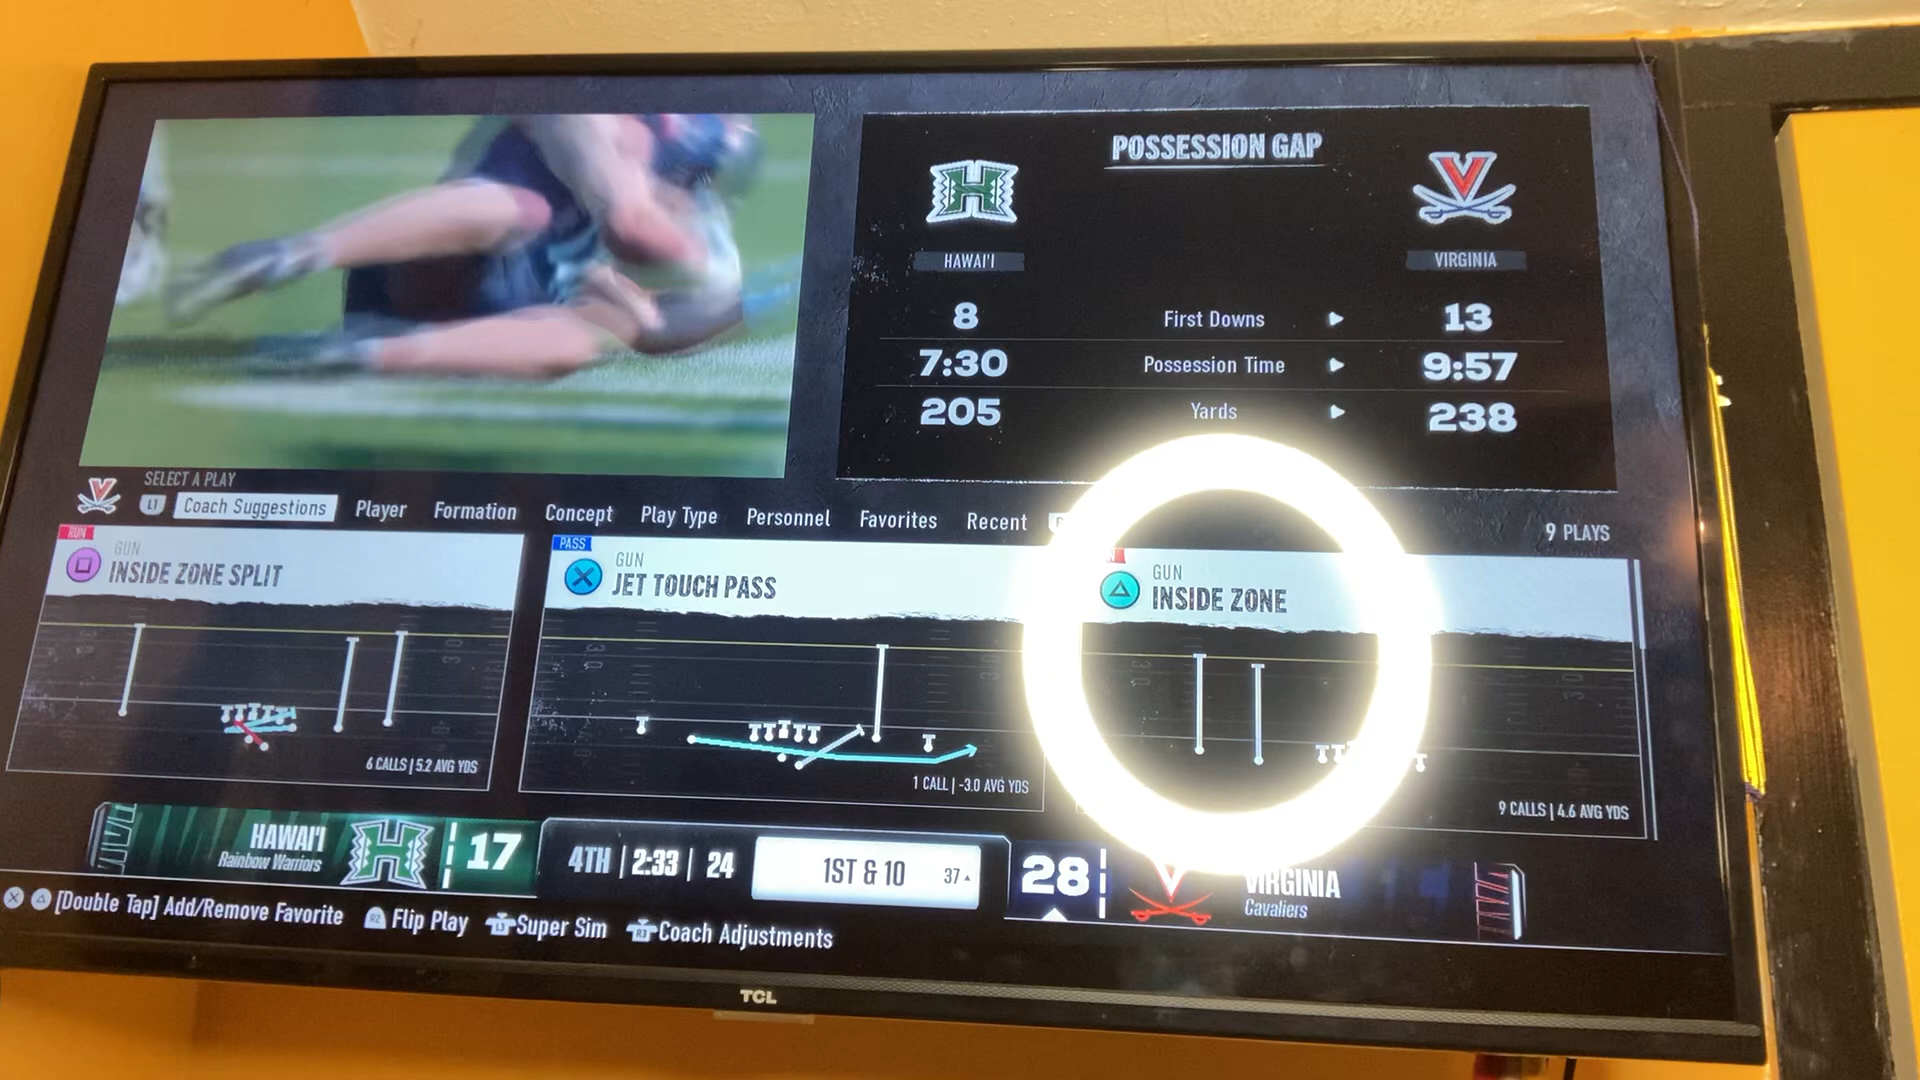 POSSESSION GAP
HAWAI'I
VIRGINIA
8 First Downs 13
7:30 Possession Time 9:57
205 Yards 238
SELECT A PLAY
L1 Coach Suggestions Player Formation Concept Play Type Personnel Favorites Recent
9 PLAYS
RUN
GUN
INSIDE ZONE SPLIT
6 CALLS | 5.2 AVG YDS
PASS
GUN
JET TOUCH PASS
1 CALL | -3.0 AVG YDS
GUN
INSIDE ZONE
9 CALLS | 4.6 AVG YDS
HAWAI'I
Rainbow Warriors
H
17
4TH | 2:33 | 24
1ST & 10
37
28
VIRGINIA
Cavaliers
[Double Tap] Add/Remove Favorite R2 Flip Play L3 Super Sim R3 Coach Adjustments
TCL